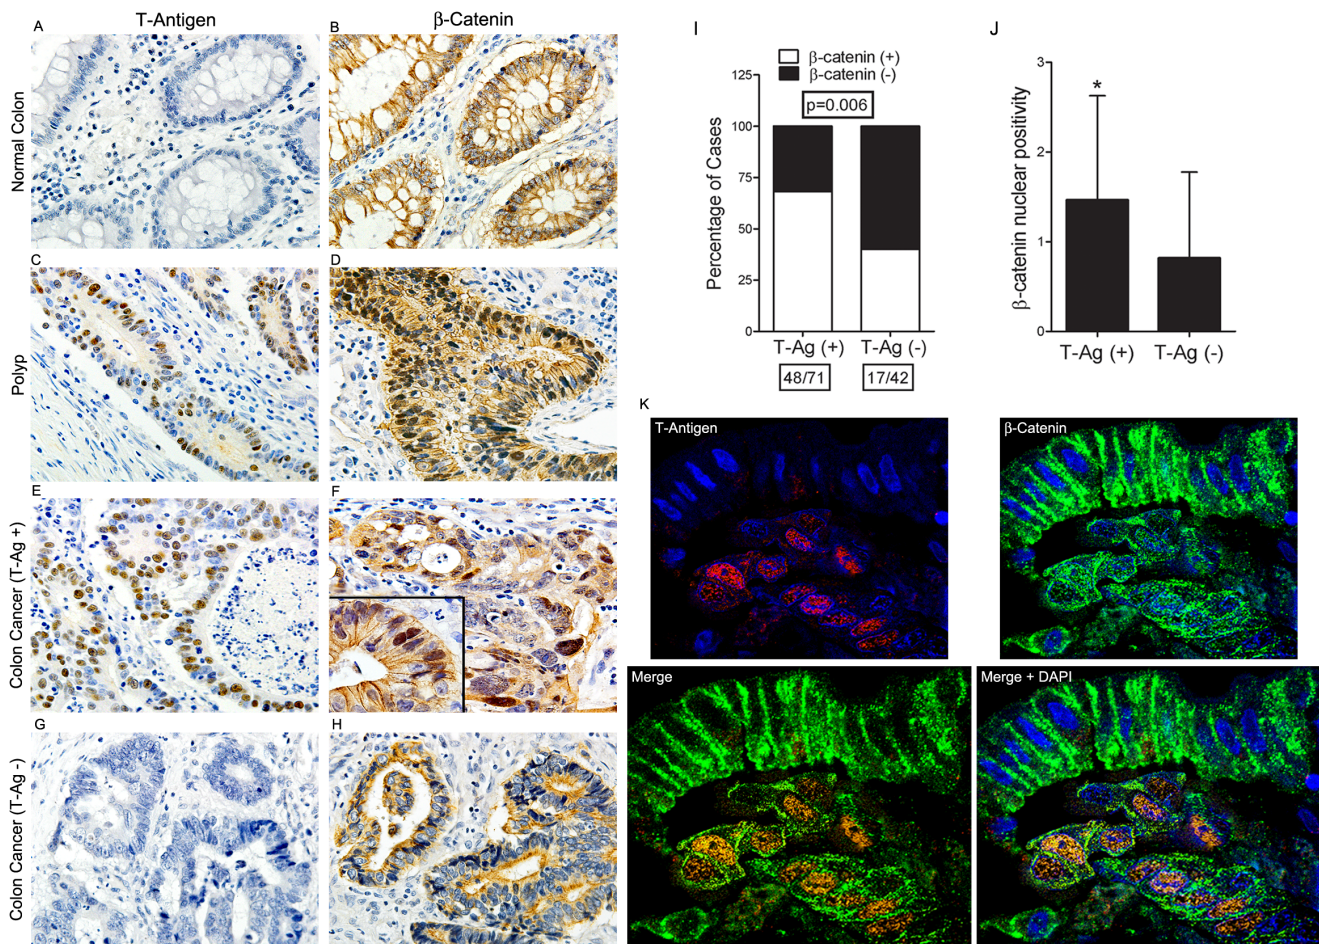 T-Antigen
β-Catenin
A
B
Normal Colon
C
D
Polyp
E
F
Colon Cancer (T-Ag +)
G
H
Colon Cancer (T-Ag -)
I
β-catenin (+)
β-catenin (-)
p=0.006
Percentage of Cases
125
100
75
50
25
0
T-Ag (+)
T-Ag (-)
48/71
17/42
J
β-catenin nuclear positivity
3
2
1
0
*
T-Ag (+)
T-Ag (-)
K
T-Antigen
β-Catenin
Merge
Merge + DAPI